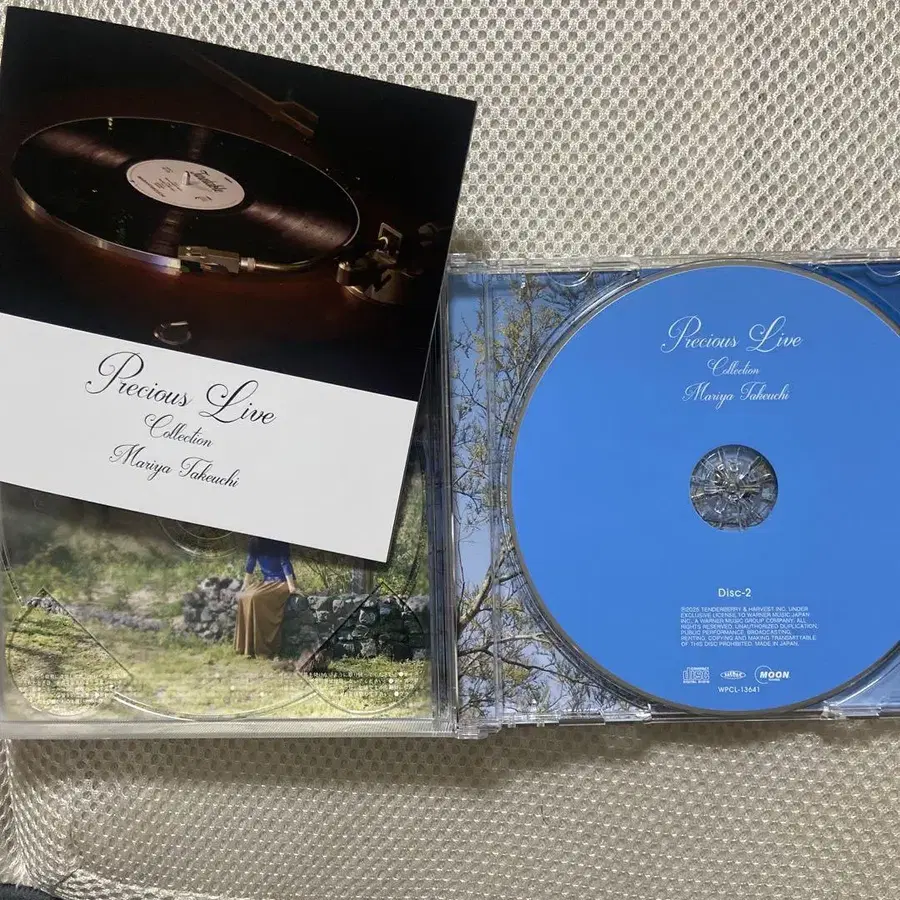 Precious Live
Collection
Mariya Takeuchi
Precious Live
Collection
Mariya Takeuchi
Disc-2
Ⓟ2025 TENDERBERRY & HARVEST INC. UNDER
EXCLUSIVE LICENSE TO WARNER MUSIC JAPAN
INC., A WARNER MUSIC GROUP COMPANY. ALL
RIGHTS RESERVED. UNAUTHORIZED DUPLICATION,
PUBLIC PERFORMANCE, BROADCASTING,
RENTING, COPYING AND MAKING TRANSMITTABLE
OF THIS DISC PROHIBITED. MADE IN JAPAN.
MOON
WPCL-13641